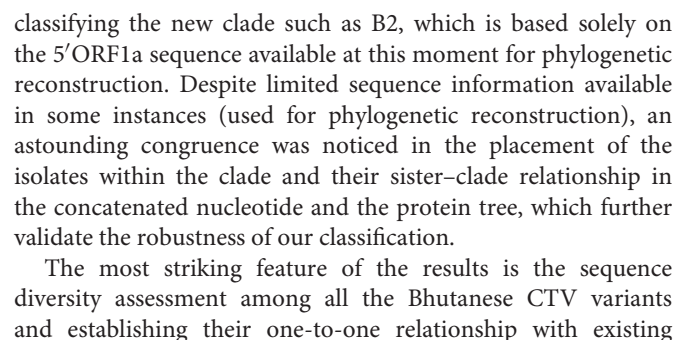 classifying the new clade such as B2, which is based solely on
the 5′ORF1a sequence available at this moment for phylogenetic
reconstruction. Despite limited sequence information available
in some instances (used for phylogenetic reconstruction), an
astounding congruence was noticed in the placement of the
isolates within the clade and their sister–clade relationship in
the concatenated nucleotide and the protein tree, which further
validate the robustness of our classification.
The most striking feature of the results is the sequence
diversity assessment among all the Bhutanese CTV variants
and establishing their one-to-one relationship with existing